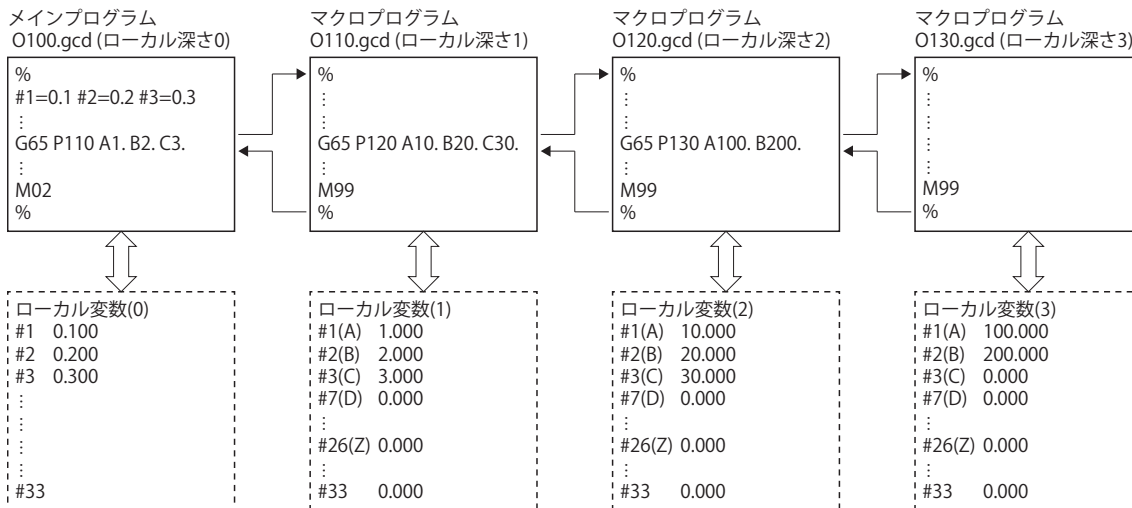 メインプログラム
O100.gcd (ローカル深さ0)
%
#1=0.1 #2=0.2 #3=0.3
⋮
G65 P110 A1. B2. C3.
⋮
M02
%
ローカル変数(0)
#1 0.100
#2 0.200
#3 0.300
⋮
⋮
⋮
⋮
#33
マクロプログラム
O110.gcd (ローカル深さ1)
%
⋮
⋮
G65 P120 A10. B20. C30.
⋮
M99
%
ローカル変数(1)
#1(A) 1.000
#2(B) 2.000
#3(C) 3.000
#7(D) 0.000
⋮
#26(Z) 0.000
⋮
#33 0.000
マクロプログラム
O120.gcd (ローカル深さ2)
%
⋮
⋮
G65 P130 A100. B200.
⋮
M99
%
ローカル変数(2)
#1(A) 10.000
#2(B) 20.000
#3(C) 30.000
#7(D) 0.000
⋮
#26(Z) 0.000
⋮
#33 0.000
マクロプログラム
O130.gcd (ローカル深さ3)
%
⋮
⋮
⋮
⋮
M99
%
ローカル変数(3)
#1(A) 100.000
#2(B) 200.000
#3(C) 0.000
#7(D) 0.000
⋮
#26(Z) 0.000
⋮
#33 0.000